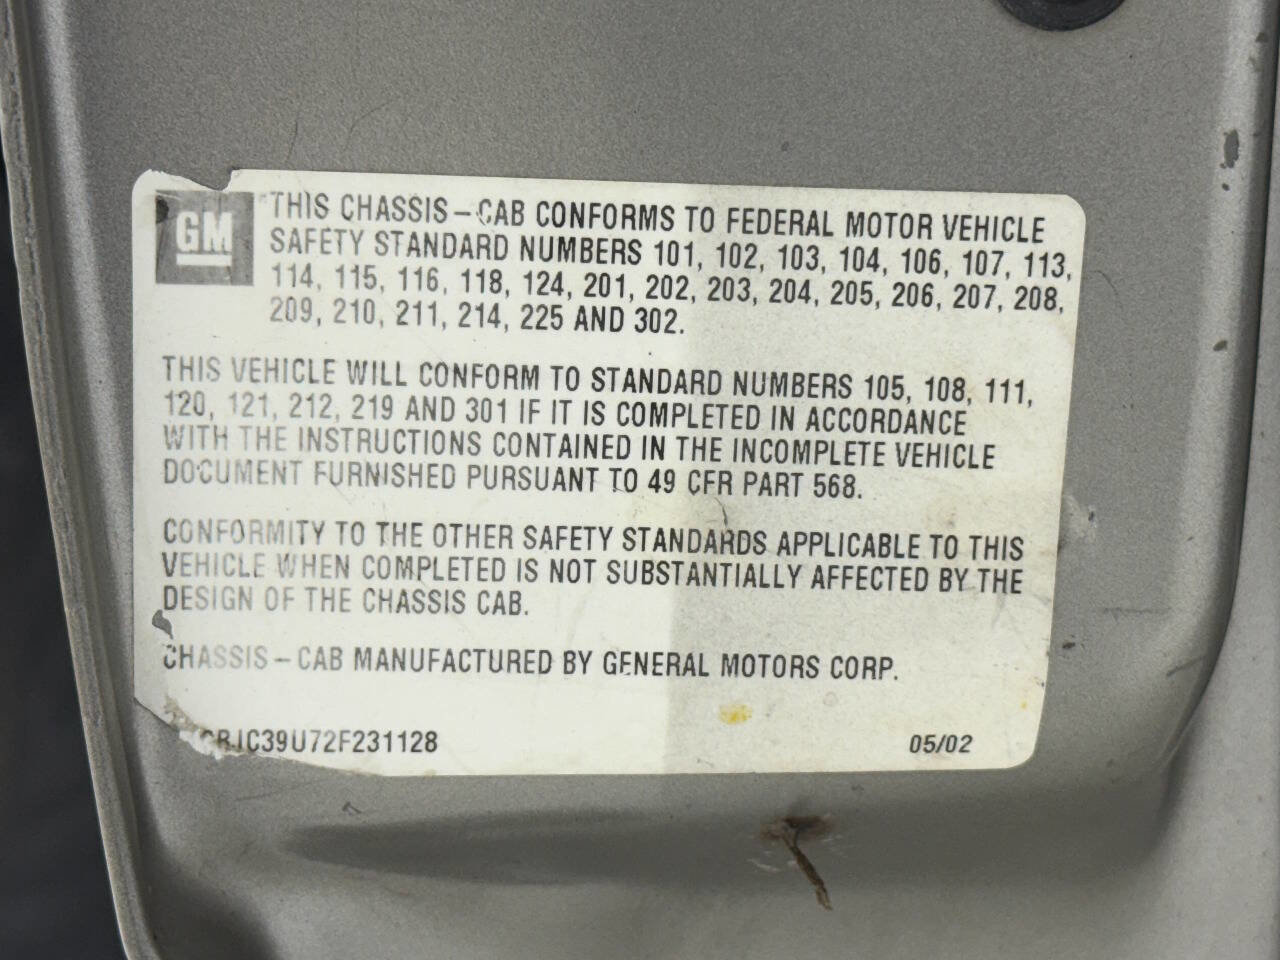 GM
THIS CHASSIS-CAB CONFORMS TO FEDERAL MOTOR VEHICLE
SAFETY STANDARD NUMBERS 101, 102, 103, 104, 106, 107, 113,
114, 115, 116, 118, 124, 201, 202, 203, 204, 205, 206, 207, 208,
209, 210, 211, 214, 225 AND 302.
THIS VEHICLE WILL CONFORM TO STANDARD NUMBERS 105, 108, 111,
120, 121, 212, 219 AND 301 IF IT IS COMPLETED IN ACCORDANCE
WITH THE INSTRUCTIONS CONTAINED IN THE INCOMPLETE VEHICLE
DOCUMENT FURNISHED PURSUANT TO 49 CFR PART 568.
CONFORMITY TO THE OTHER SAFETY STANDARDS APPLICABLE TO THIS
VEHICLE WHEN COMPLETED IS NOT SUBSTANTIALLY AFFECTED BY THE
DESIGN OF THE CHASSIS CAB.
CHASSIS-CAB MANUFACTURED BY GENERAL MOTORS CORP.
05/02